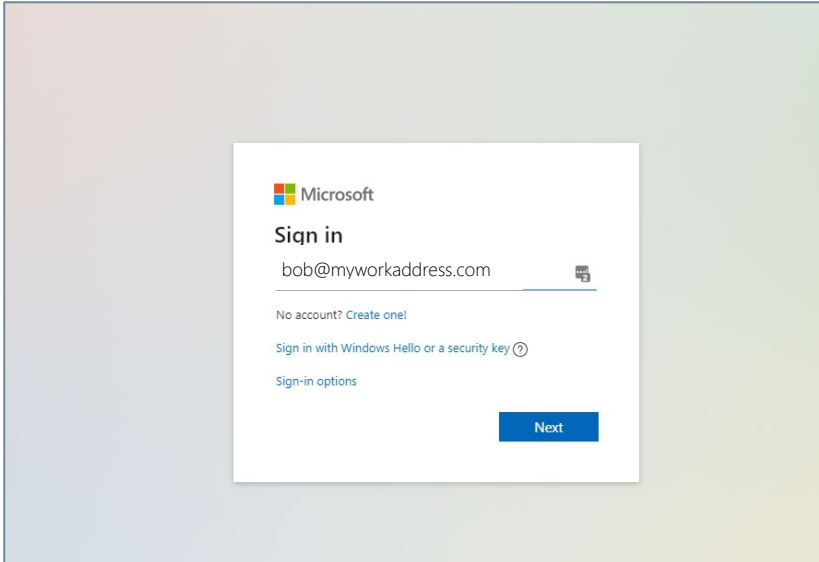 Microsoft
Sign in
bob@myworkaddress.com
No account? Create one!
Sign in with Windows Hello or a security key
Sign-in options
Next